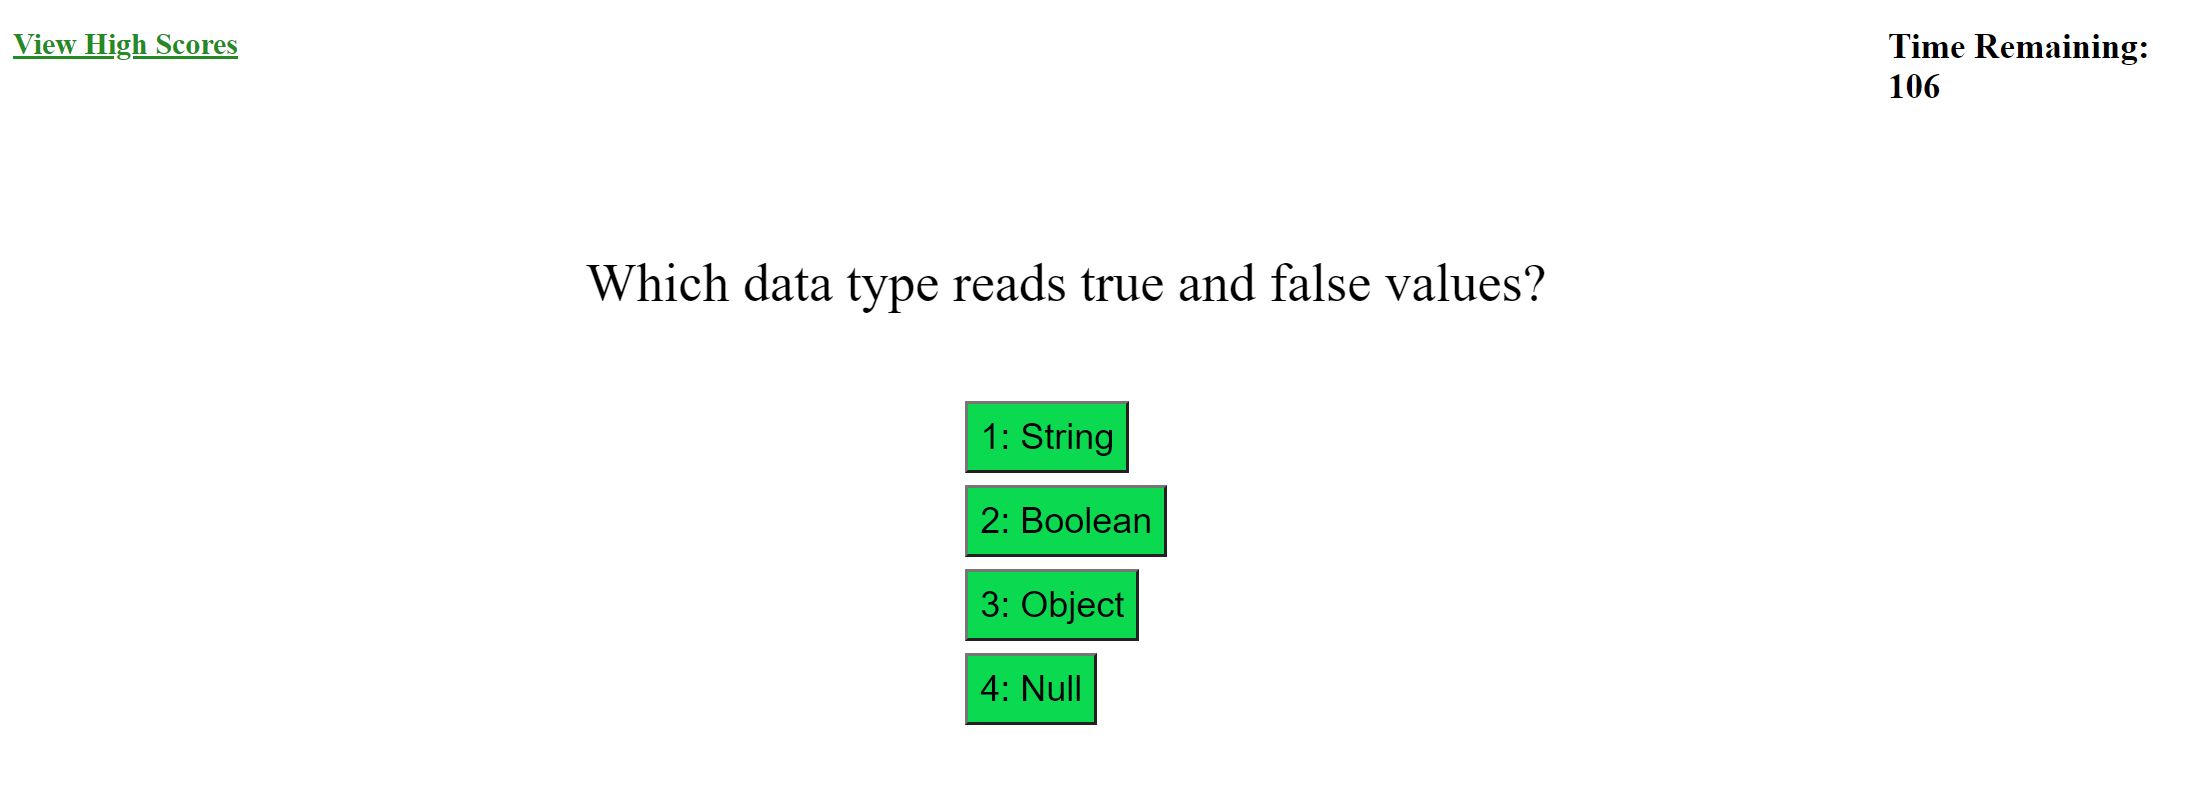 View High Scores
Time Remaining:
106
Which data type reads true and false values?
1: String
2: Boolean
3: Object
4: Null